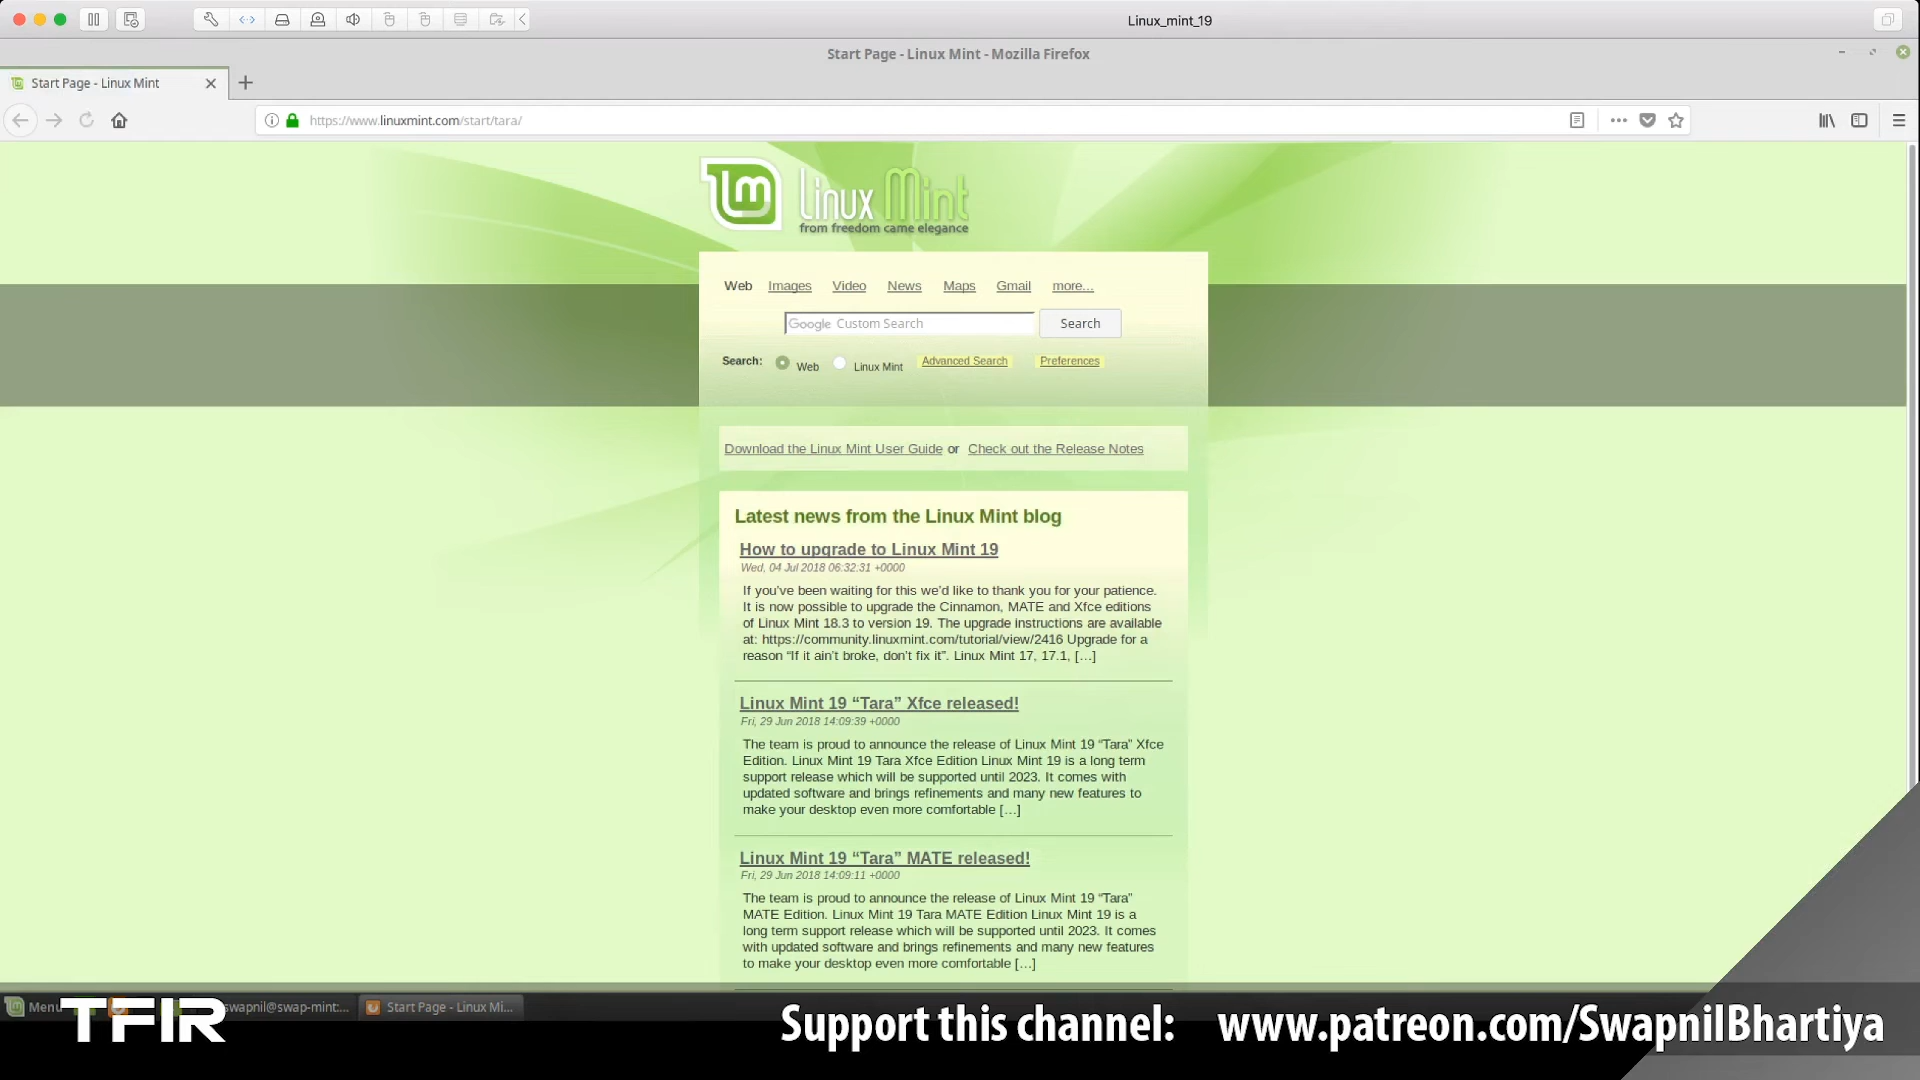 Linux_mint_19
Start Page - Linux Mint - Mozilla Firefox
Start Page - Linux Mint
https://www.linuxmint.com/start/tara/
Linux Mint
from freedom came elegance
Web Images Video News Maps Gmail more...
Google Custom Search Search
Search: Web Linux Mint Advanced Search Preferences
Download the Linux Mint User Guide or Check out the Release Notes
Latest news from the Linux Mint blog
How to upgrade to Linux Mint 19
Wed, 04 Jul 2018 06:32:31 +0000
If you’ve been waiting for this we’d like to thank you for your patience.
It is now possible to upgrade the Cinnamon, MATE and Xfce editions
of Linux Mint 18.3 to version 19. The upgrade instructions are available
at: https://community.linuxmint.com/tutorial/view/2416 Upgrade for a
reason “If it ain’t broke, don’t fix it”. Linux Mint 17, 17.1, […]
Linux Mint 19 “Tara” Xfce released!
Fri, 29 Jun 2018 14:09:39 +0000
The team is proud to announce the release of Linux Mint 19 “Tara” Xfce
Edition. Linux Mint 19 Tara Xfce Edition Linux Mint 19 is a long term
support release which will be supported until 2023. It comes with
updated software and brings refinements and many new features to
make your desktop even more comfortable […]
Linux Mint 19 “Tara” MATE released!
Fri, 29 Jun 2018 14:09:11 +0000
The team is proud to announce the release of Linux Mint 19 “Tara”
MATE Edition. Linux Mint 19 Tara MATE Edition Linux Mint 19 is a
long term support release which will be supported until 2023. It comes
with updated software and brings refinements and many new features
to make your desktop even more comfortable […]
Menu swapnil@swap-mint:... Start Page - Linux Mi...
TFIR
Support this channel: www.patreon.com/SwapnilBhartiya